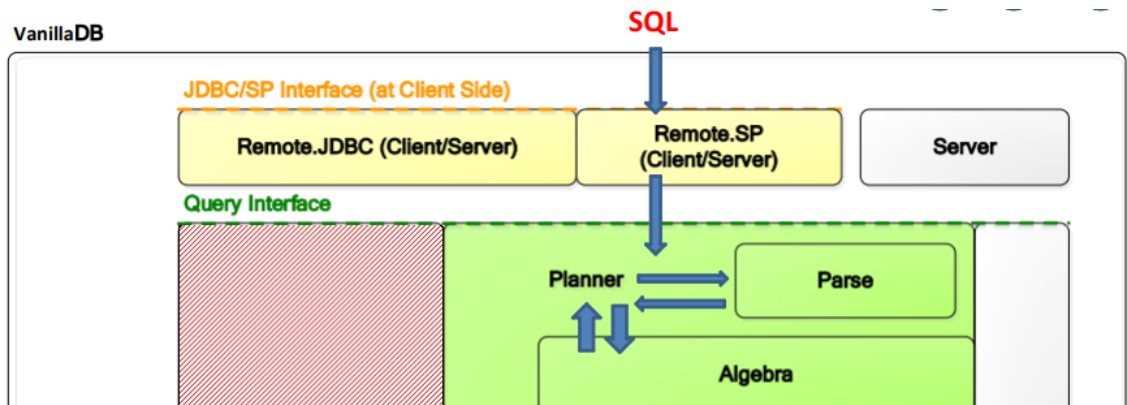 SQL
VanillaDB
JDBC/SP Interface (at Client Side)
Remote.JDBC (Client/Server)
Remote.SP
(Client/Server)
Server
Query Interface
Planner
Parse
Algebra